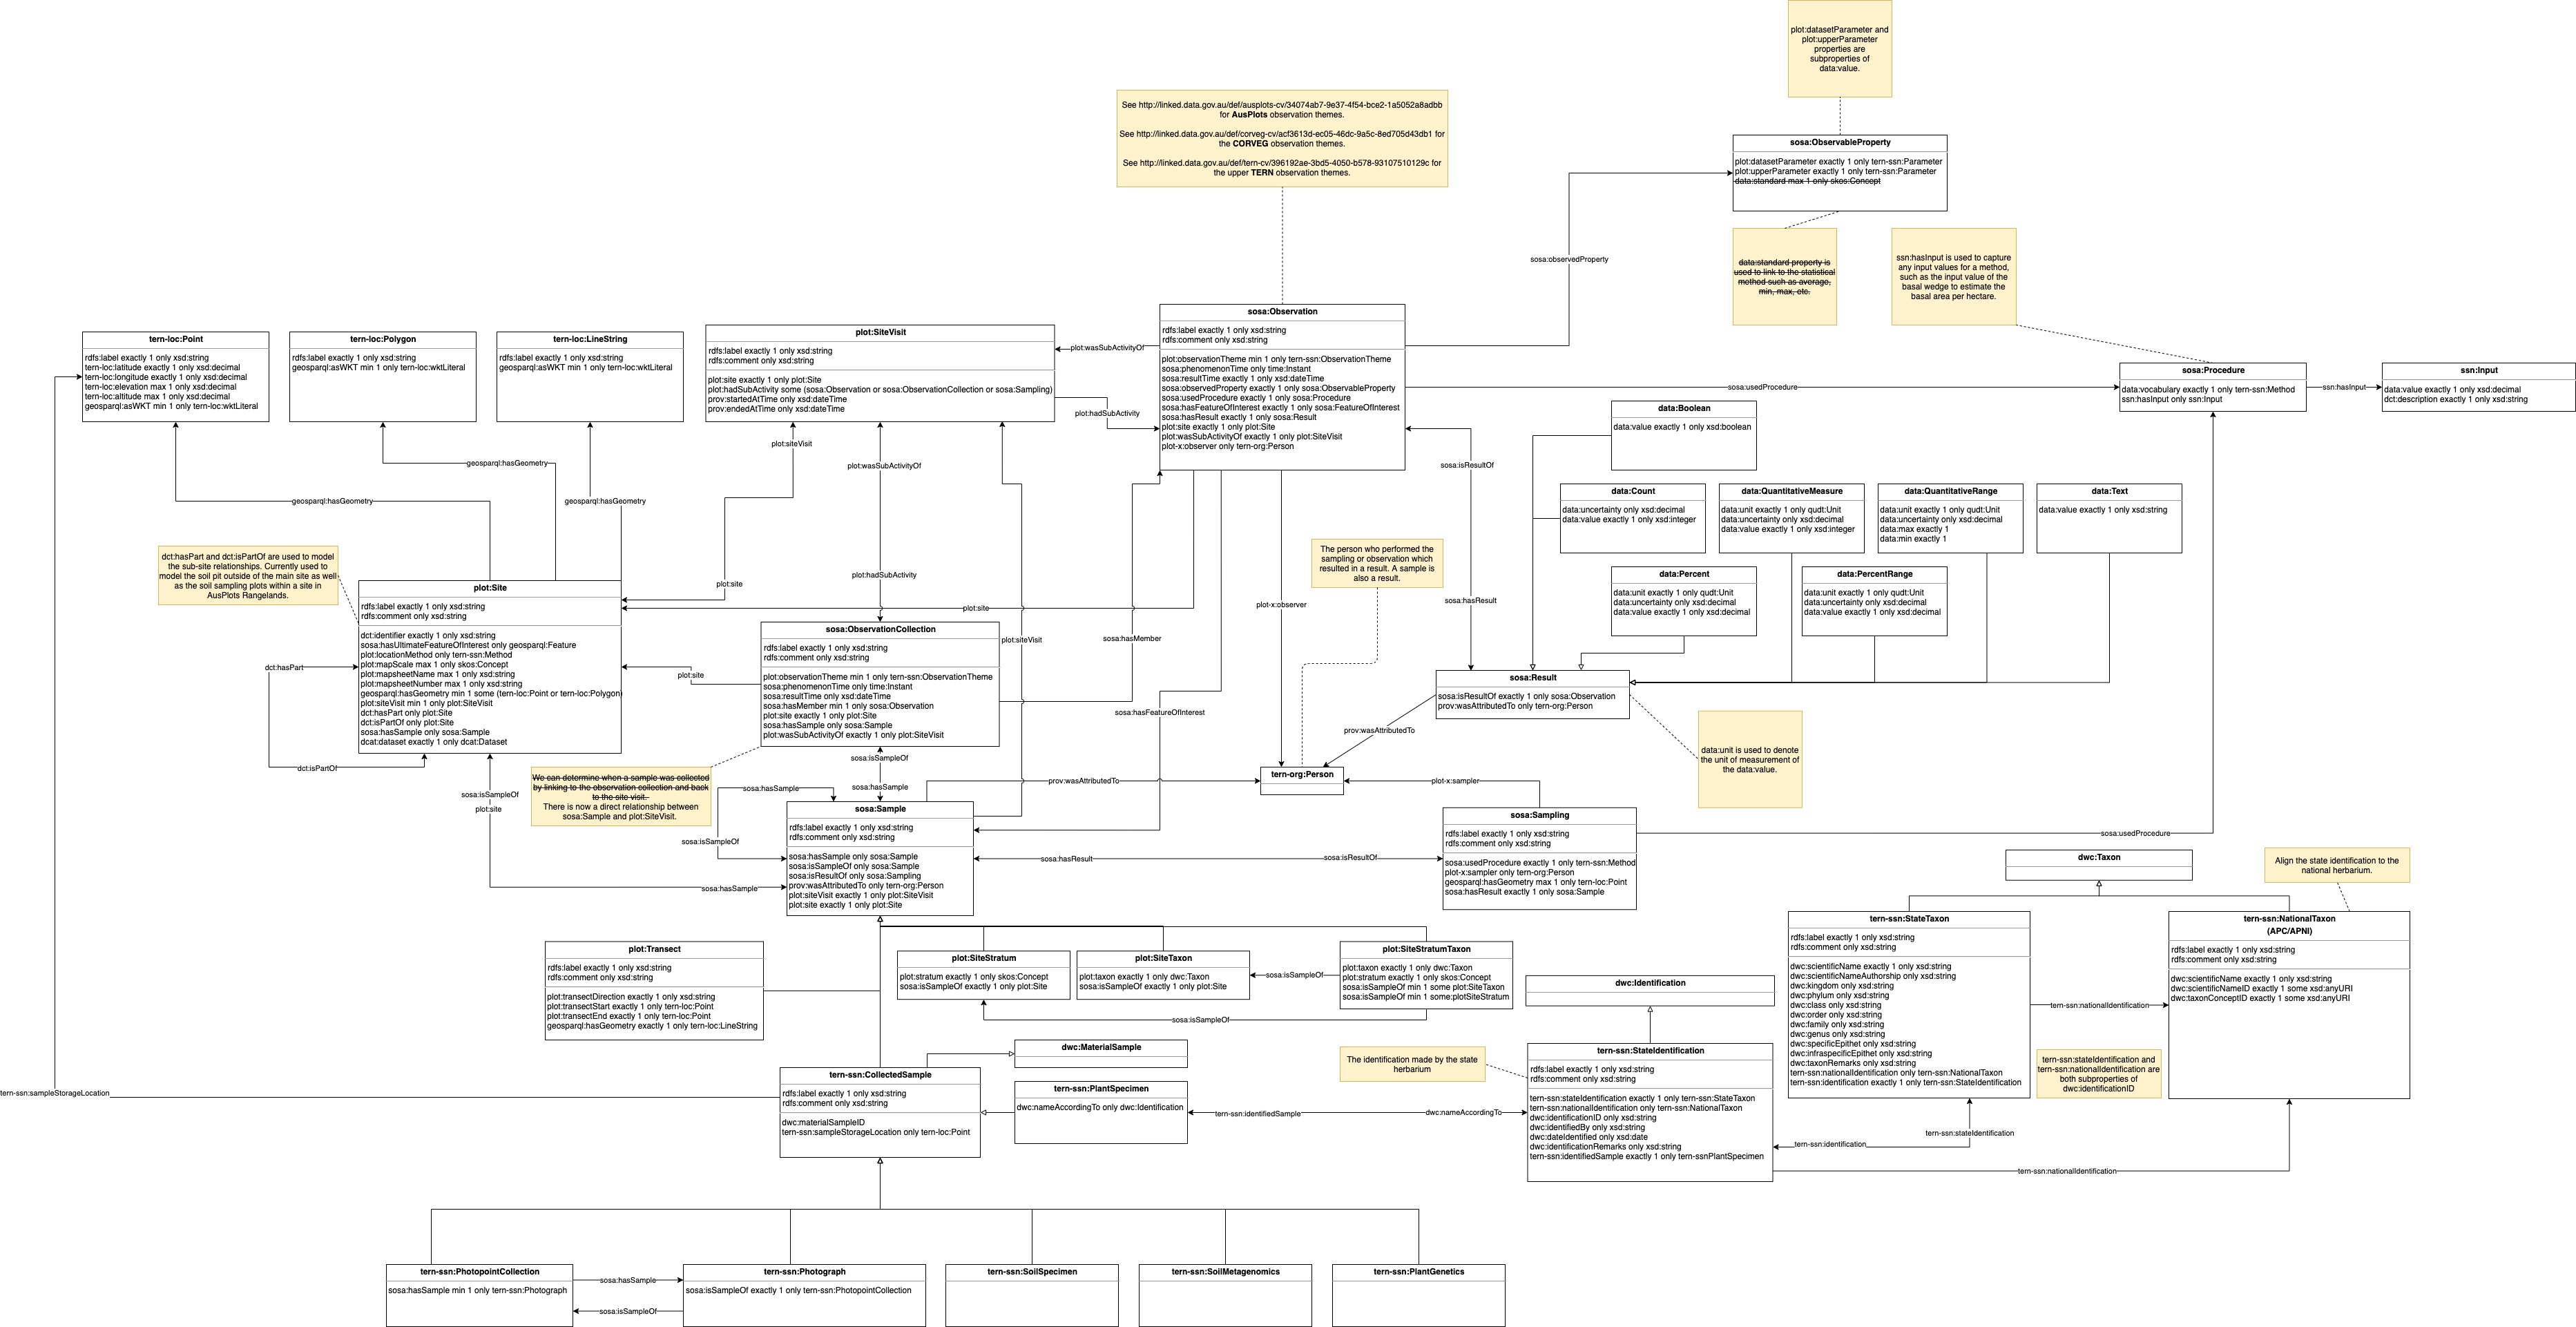 plot:datasetParameter and
plot:upperParameter
properties are
subproperties of
data:value.
See http://linked.data.gov.au/def/ausplots-cv/34074ab7-9e37-4f54-bce2-1a5052a8adbb
for AusPlots observation themes.
See http://linked.data.gov.au/def/corveg-cv/acf3613d-ec05-46dc-9a5c-8ed705d43db1 for
the CORVEG observation themes.
See http://linked.data.gov.au/def/tern-cv/396192ae-3bd5-4050-b578-93107510129c for
the upper TERN observation themes.
sosa:ObservableProperty
plot:datasetParameter exactly 1 only tern-ssn:Parameter
plot:upperParameter exactly 1 only tern-ssn:Parameter
data:standard max 1 only skos:Concept
data:standard property is
used to link to the statistical
method such as average,
min, max, etc.
ssn:hasInput is used to capture
any input values for a method,
such as the input value of the
basal wedge to estimate the
basal area per hectare.
sosa:observedProperty
tern-loc:Point
rdfs:label exactly 1 only xsd:string
tern-loc:latitude exactly 1 only xsd:decimal
tern-loc:longitude exactly 1 only xsd:decimal
tern-loc:elevation max 1 only xsd:decimal
tern-loc:altitude max 1 only xsd:decimal
geosparql:asWKT min 1 only tern-loc:wktLiteral
tern-loc:Polygon
rdfs:label exactly 1 only xsd:string
geosparql:asWKT min 1 only tern-loc:wktLiteral
tern-loc:LineString
rdfs:label exactly 1 only xsd:string
geosparql:asWKT min 1 only tern-loc:wktLiteral
plot:SiteVisit
rdfs:label exactly 1 only xsd:string
rdfs:comment only xsd:string
plot:site exactly 1 only plot:Site
plot:hadSubActivity some (sosa:Observation or sosa:ObservationCollection or sosa:Sampling)
prov:startedAtTime only xsd:dateTime
prov:endedAtTime only xsd:dateTime
plot:wasSubActivityOf
plot:hadSubActivity
sosa:Observation
rdfs:label exactly 1 only xsd:string
rdfs:comment only xsd:string
plot:observationTheme min 1 only tern-ssn:ObservationTheme
sosa:phenomenonTime only time:Instant
sosa:resultTime exactly 1 only xsd:dateTime
sosa:observedProperty exactly 1 only sosa:ObservableProperty
sosa:usedProcedure exactly 1 only sosa:Procedure
sosa:hasFeatureOfInterest exactly 1 only sosa:FeatureOfInterest
sosa:hasResult exactly 1 only sosa:Result
plot:site exactly 1 only plot:Site
plot:wasSubActivityOf exactly 1 only plot:SiteVisit
plot-x:observer only tern-org:Person
sosa:usedProcedure
sosa:Procedure
data:vocabulary exactly 1 only tern-ssn:Method
ssn:hasInput only ssn:Input
ssn:hasInput
ssn:Input
data:value exactly 1 only xsd:decimal
dct:description exactly 1 only xsd:string
data:Boolean
data:value exactly 1 only xsd:boolean
data:Count
data:uncertainty only xsd:decimal
data:value exactly 1 only xsd:integer
data:QuantitativeMeasure
data:unit exactly 1 only qudt:Unit
data:uncertainty only xsd:decimal
data:value exactly 1 only xsd:integer
data:QuantitativeRange
data:unit exactly 1 only qudt:Unit
data:uncertainty only xsd:decimal
data:max exactly 1
data:min exactly 1
data:Text
data:value exactly 1 only xsd:string
data:Percent
data:unit exactly 1 only qudt:Unit
data:uncertainty only xsd:decimal
data:value exactly 1 only xsd:decimal
data:PercentRange
data:unit exactly 1 only qudt:Unit
data:uncertainty only xsd:decimal
data:value exactly 1 only xsd:decimal
sosa:isResultOf
sosa:hasResult
geosparql:hasGeometry
geosparql:hasGeometry
geosparql:hasGeometry
plot:siteVisit
plot:site
plot:wasSubActivityOf
plot:hadSubActivity
plot:site
plot:siteVisit
sosa:hasMember
sosa:hasFeatureOfInterest
plot-x:observer
The person who performed the
sampling or observation which
resulted in a result. A sample is
also a result.
dct:hasPart and dct:isPartOf are used to model
the sub-site relationships. Currently used to
model the soil pit outside of the main site as well
as the soil sampling plots within a site in
AusPlots Rangelands.
plot:Site
rdfs:label exactly 1 only xsd:string
rdfs:comment only xsd:string
dct:identifier exactly 1 only xsd:string
sosa:hasUltimateFeatureOfInterest only geosparql:Feature
plot:locationMethod only tern-ssn:Method
plot:mapScale max 1 only skos:Concept
plot:mapsheetName max 1 only xsd:string
plot:mapsheetNumber max 1 only xsd:string
geosparql:hasGeometry min 1 some (tern-loc:Point or tern-loc:Polygon)
plot:siteVisit min 1 only plot:SiteVisit
dct:hasPart only plot:Site
dct:isPartOf only plot:Site
sosa:hasSample only sosa:Sample
dcat:dataset exactly 1 only dcat:Dataset
dct:hasPart
dct:isPartOf
plot:site
sosa:ObservationCollection
rdfs:label exactly 1 only xsd:string
rdfs:comment only xsd:string
plot:observationTheme min 1 only tern-ssn:ObservationTheme
sosa:phenomenonTime only time:Instant
sosa:resultTime only xsd:dateTime
sosa:hasMember min 1 only sosa:Observation
plot:site exactly 1 only plot:Site
sosa:hasSample only sosa:Sample
plot:wasSubActivityOf exactly 1 only plot:SiteVisit
sosa:Result
sosa:isResultOf exactly 1 only sosa:Observation
prov:wasAttributedTo only tern-org:Person
prov:wasAttributedTo
data:unit is used to denote
the unit of measurement of
the data:value.
We can determine when a sample was collected
by linking to the observation collection and back
to the site visit.
There is now a direct relationship between
sosa:Sample and plot:SiteVisit.
sosa:isSampleOf
plot:site
sosa:hasSample
sosa:isSampleOf
sosa:hasSample
sosa:hasSample
sosa:isSampleOf
prov:wasAttributedTo
tern-org:Person
plot-x:sampler
sosa:Sample
rdfs:label exactly 1 only xsd:string
rdfs:comment only xsd:string
sosa:hasSample only sosa:Sample
sosa:isSampleOf only sosa:Sample
sosa:isResultOf only sosa:Sampling
prov:wasAttributedTo only tern-org:Person
plot:siteVisit exactly 1 only plot:SiteVisit
plot:site exactly 1 only plot:Site
sosa:hasResult
sosa:isResultOf
sosa:Sampling
rdfs:label exactly 1 only xsd:string
rdfs:comment only xsd:string
sosa:usedProcedure exactly 1 only tern-ssn:Method
plot-x:sampler only tern-org:Person
geosparql:hasGeometry max 1 only tern-loc:Point
sosa:hasResult exactly 1 only sosa:Sample
sosa:usedProcedure
dwc:Taxon
Align the state identification to the
national herbarium.
plot:Transect
rdfs:label exactly 1 only xsd:string
rdfs:comment only xsd:string
plot:transectDirection exactly 1 only xsd:string
plot:transectStart exactly 1 only tern-loc:Point
plot:transectEnd exactly 1 only tern-loc:Point
geosparql:hasGeometry exactly 1 only tern-loc:LineString
plot:SiteStratum
plot:stratum exactly 1 only skos:Concept
sosa:isSampleOf exactly 1 only plot:Site
plot:SiteTaxon
plot:taxon exactly 1 only dwc:Taxon
sosa:isSampleOf exactly 1 only plot:Site
sosa:isSampleOf
plot:SiteStratumTaxon
plot:taxon exactly 1 only dwc:Taxon
plot:stratum exactly 1 only skos:Concept
sosa:isSampleOf min 1 some plot:SiteTaxon
sosa:isSampleOf min 1 some:plotSiteStratum
sosa:isSampleOf
dwc:Identification
tern-ssn:StateTaxon
rdfs:label exactly 1 only xsd:string
rdfs:comment only xsd:string
dwc:scientificName exactly 1 only xsd:string
dwc:scientificNameAuthorship only xsd:string
dwc:kingdom only xsd:string
dwc:phylum only xsd:string
dwc:class only xsd:string
dwc:order only xsd:string
dwc:family only xsd:string
dwc:genus only xsd:string
dwc:specificEpithet only xsd:string
dwc:infraspecificEpithet only xsd:string
dwc:taxonRemarks only xsd:string
tern-ssn:nationalIdentification only tern-ssn:NationalTaxon
tern-ssn:identification exactly 1 only tern-ssn:StateIdentification
tern-ssn:nationalIdentification
tern-ssn:NationalTaxon
(APC/APNI)
rdfs:label exactly 1 only xsd:string
rdfs:comment only xsd:string
dwc:scientificName exactly 1 only xsd:string
dwc:scientificNameID exactly 1 some xsd:anyURI
dwc:taxonConceptID exactly 1 some xsd:anyURI
tern-ssn:stateIdentification and
tern-ssn:nationalIdentification are
both subproperties of
dwc:identificationID
dwc:MaterialSample
The identification made by the state
herbarium
tern-ssn:StateIdentification
rdfs:label exactly 1 only xsd:string
rdfs:comment only xsd:string
tern-ssn:stateIdentification exactly 1 only tern-ssn:StateTaxon
tern-ssn:nationalIdentification only tern-ssn:NationalTaxon
dwc:identificationID only xsd:string
dwc:identifiedBy only xsd:string
dwc:dateIdentified only xsd:date
dwc:identificationRemarks only xsd:string
tern-ssn:identifiedSample exactly 1 only tern-ssnPlantSpecimen
tern-ssn:sampleStorageLocation
tern-ssn:CollectedSample
rdfs:label exactly 1 only xsd:string
rdfs:comment only xsd:string
dwc:materialSampleID
tern-ssn:sampleStorageLocation only tern-loc:Point
tern-ssn:PlantSpecimen
dwc:nameAccordingTo only dwc:Identification
tern-ssn:identifiedSample
dwc:nameAccordingTo
tern-ssn:identification
tern-ssn:stateIdentification
tern-ssn:nationalIdentification
tern-ssn:PhotopointCollection
sosa:hasSample min 1 only tern-ssn:Photograph
sosa:hasSample
sosa:isSampleOf
tern-ssn:Photograph
sosa:isSampleOf exactly 1 only tern-ssn:PhotopointCollection
tern-ssn:SoilSpecimen
tern-ssn:SoilMetagenomics
tern-ssn:PlantGenetics